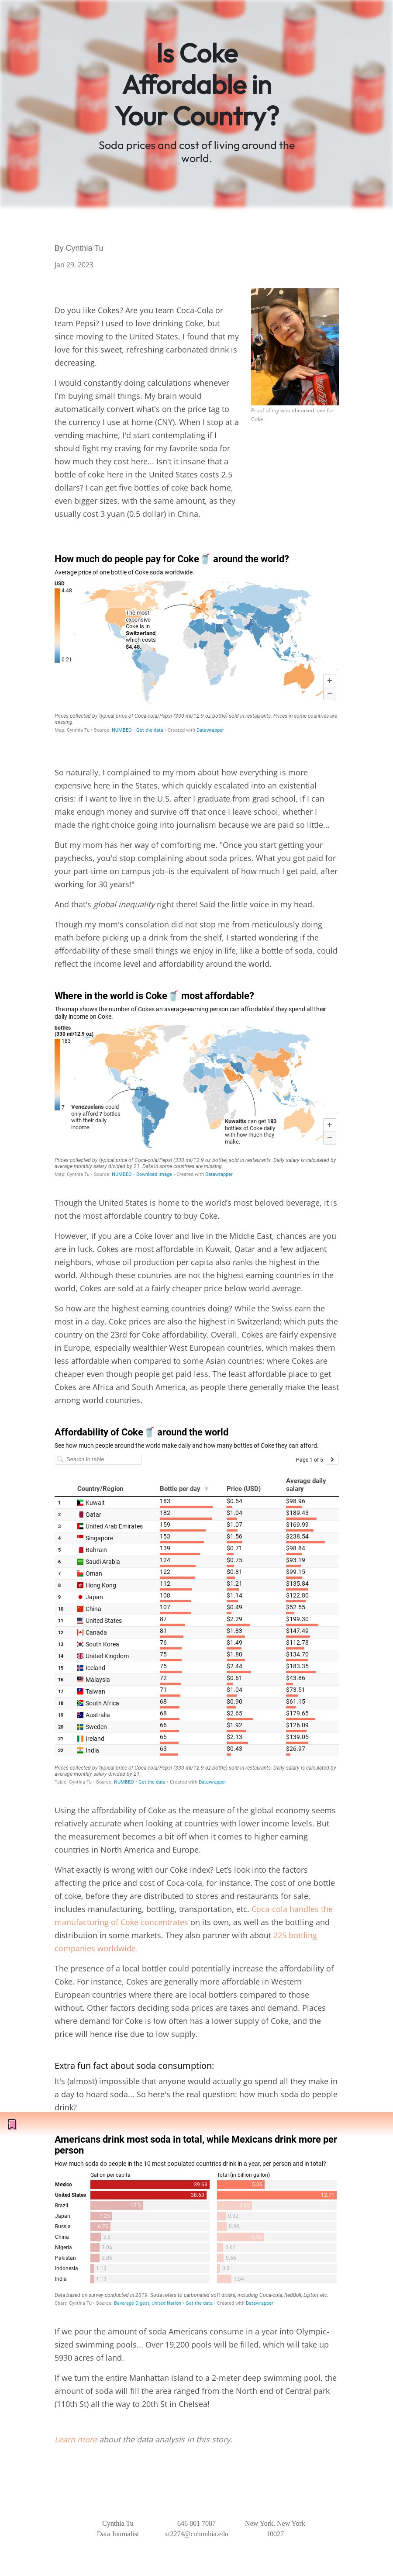 Is Coke
Affordable in
Your Country?
Soda prices and cost of living around the
world.
By Cynthia Tu
Jan 29, 2023
Do you like Cokes? Are you team Coca-Cola or
team Pepsi? I used to love drinking Coke, but
since moving to the United States, I found that my
love for this sweet, refreshing carbonated drink is
decreasing.
Proof of my wholehearted love for
Coke.
I would constantly doing calculations whenever
I'm buying small things. My brain would
automatically convert what's on the price tag to
the currency I use at home (CNY). When I stop at a
vending machine, I'd start contemplating if I
should fight my craving for my favorite soda for
how much they cost here... Isn't it insane that a
bottle of coke here in the United States costs 2.5
dollars? I can get five bottles of coke back home,
even bigger sizes, with the same amount, as they
usually cost 3 yuan (0.5 dollar) in China.
How much do people pay for Coke🥤 around the world?
Average price of one bottle of Coke soda worldwide.
USD
4.48
0.21
The most
expensive
Coke is in
Switzerland,
which costs
$4.48.
+
−
Prices collected by typical price of Coca-cola/Pepsi (330 ml/12.9 oz bottle) sold in restaurants. Prices in some countries are
missing.
Map: Cynthia Tu • Source: NUMBEO • Get the data • Created with Datawrapper
So naturally, I complained to my mom about how everything is more
expensive here in the States, which quickly escalated into an existential
crisis: if I want to live in the U.S. after I graduate from grad school, if I can
make enough money and survive off that once I leave school, whether I
made the right choice going into journalism because we are paid so little...
But my mom has her way of comforting me. "Once you start getting your
paychecks, you'd stop complaining about soda prices. What you got paid for
your part-time on campus job–is the equivalent of how much I get paid, after
working for 30 years!"
And that's global inequality right there! Said the little voice in my head.
Though my mom's consolation did not stop me from meticulously doing
math before picking up a drink from the shelf, I started wondering if the
affordability of these small things we enjoy in life, like a bottle of soda, could
reflect the income level and affordability around the world.
Where in the world is Coke🥤 most affordable?
The map shows the number of Cokes an average-earning person can affordable if they spend all their
daily income on Coke.
bottles
(330 ml/12.9 oz)
183
7
Venezuelans could
only afford 7 bottles
with their daily
income.
Kuwaitis can get 183
bottles of Coke daily
with how much they
make.
+
−
Prices collected by typical price of Coca-cola/Pepsi (330 ml/12.9 oz bottle) sold in restaurants. Daily salary is calculated by
average monthly salary divided by 21. Data in some countries are missing.
Map: Cynthia Tu • Source: NUMBEO • Download image • Created with Datawrapper
Though the United States is home to the world's most beloved beverage, it is
not the most affordable country to buy Coke.
However, if you are a Coke lover and live in the Middle East, chances are you
are in luck. Cokes are most affordable in Kuwait, Qatar and a few adjacent
neighbors, whose oil production per capita also ranks the highest in the
world. Although these countries are not the highest earning countries in the
world, Cokes are sold at a fairly cheaper price below world average.
So how are the highest earning countries doing? While the Swiss earn the
most in a day, Coke prices are also the highest in Switzerland; which puts the
country on the 23rd for Coke affordability. Overall, Cokes are fairly expensive
in Europe, especially wealthier West European countries, which makes them
less affordable when compared to some Asian countries: where Cokes are
cheaper even though people get paid less. The least affordable place to get
Cokes are Africa and South America, as people there generally make the least
among world countries.
Affordability of Coke🥤 around the world
See how much people around the world make daily and how many bottles of Coke they can afford.
Search in table
Page 1 of 5 >
Country/Region Bottle per day ▼ Price (USD) Average daily salary
1 Kuwait 183 $0.54 $98.96
2 Qatar 182 $1.04 $189.43
3 United Arab Emirates 159 $1.07 $169.99
4 Singapore 153 $1.56 $238.54
5 Bahrain 139 $0.71 $98.84
6 Saudi Arabia 124 $0.75 $93.19
7 Oman 122 $0.81 $99.15
8 Hong Kong 112 $1.21 $135.84
9 Japan 108 $1.14 $122.80
10 China 107 $0.49 $52.55
11 United States 87 $2.29 $199.30
12 Canada 81 $1.83 $147.49
13 South Korea 76 $1.49 $112.78
14 United Kingdom 75 $1.80 $134.70
15 Iceland 75 $2.44 $183.35
16 Malaysia 72 $0.61 $43.86
17 Taiwan 71 $1.04 $73.51
18 South Africa 68 $0.90 $61.15
19 Australia 68 $2.65 $179.65
20 Sweden 66 $1.92 $126.09
21 Ireland 65 $2.13 $139.05
22 India 63 $0.43 $26.97
Prices collected by typical price of Coca-cola/Pepsi (330 ml/12.9 oz bottle) sold in restaurants. Daily salary is calculated by
average monthly salary divided by 21.
Table: Cynthia Tu • Source: NUMBEO • Get the data • Created with Datawrapper
Using the affordability of Coke as the measure of the global economy seems
relatively accurate when looking at countries with lower income levels. But
the measurement becomes a bit off when it comes to higher earning
countries in North America and Europe.
What exactly is wrong with our Coke index? Let's look into the factors
affecting the price and cost of Coca-cola, for instance. The cost of one bottle
of coke, before they are distributed to stores and restaurants for sale,
includes manufacturing, bottling, transportation, etc. Coca-cola handles the
manufacturing of Coke concentrates on its own, as well as the bottling and
distribution in some markets. They also partner with about 225 bottling
companies worldwide.
The presence of a local bottler could potentially increase the affordability of
Coke. For instance, Cokes are generally more affordable in Western
European countries where there are local bottlers compared to those
without. Other factors deciding soda prices are taxes and demand. Places
where demand for Coke is low often has a lower supply of Coke, and the
price will hence rise due to low supply.
Extra fun fact about soda consumption:
It's (almost) impossible that anyone would actually go spend all they make in
a day to hoard soda... So here's the real question: how much soda do people
drink?
Americans drink most soda in total, while Mexicans drink more per
person
How much soda do people in the 10 most populated countries drink in a year, per person and in total?
Gallon per capita Total (in billion gallon)
Mexico 39.63 5.06
United States 38.63 12.71
Brazil
Japan 7.25 0.92
Russia 0.98
China
Nigeria 3.06 0.62
Pakistan 3.06 0.66
Indonesia 1.12 0.3
India 1.13 1.54
Data based on survey conducted in 2019. Soda refers to carbonated soft drinks, including Coca-cola, RedBull, Lipton, etc.
Chart: Cynthia Tu • Source: Beverage Digest, United Nation • Get the data • Created with Datawrapper
If we pour the amount of soda Americans consume in a year into Olympic-
sized swimming pools... Over 19,200 pools will be filled, which will take up
5930 acres of land.
If we turn the entire Manhattan island to a 2-meter deep swimming pool, the
amount of soda will fill the area ranged from the North end of Central park
(110th St) all the way to 20th St in Chelsea!
Learn more about the data analysis in this story.
Cynthia Tu
Data Journalist
646 801 7087
xt2274@columbia.edu
New York, New York
10027